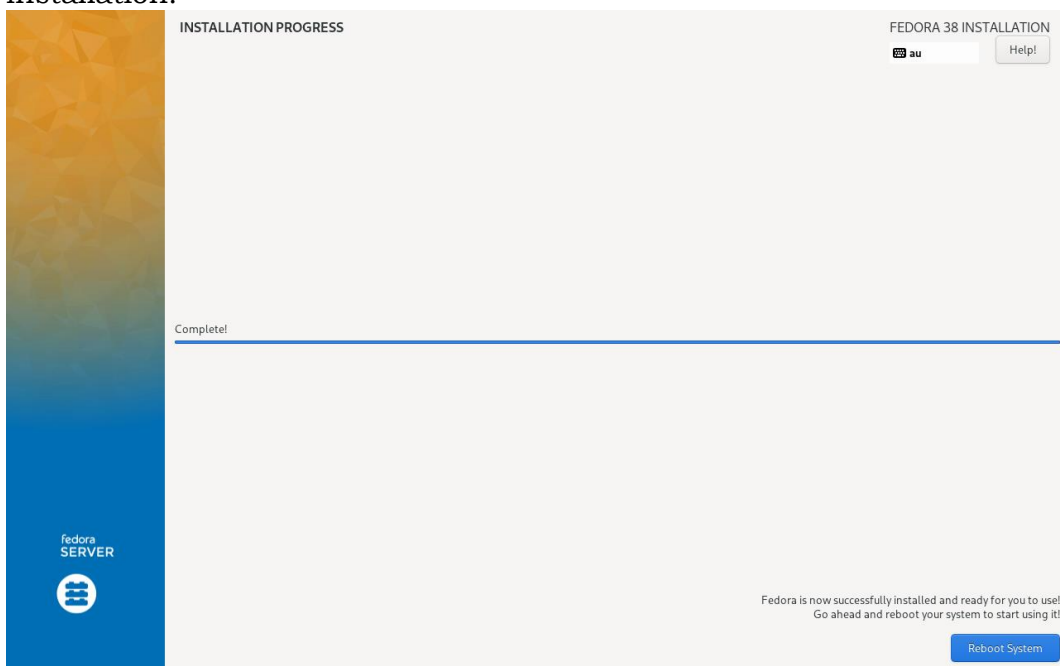 installation.
INSTALLATION PROGRESS
FEDORA 38 INSTALLATION
au
Help!
Complete!
fedora
SERVER
Fedora is now successfully installed and ready for you to use!
Go ahead and reboot your system to start using it!
Reboot System